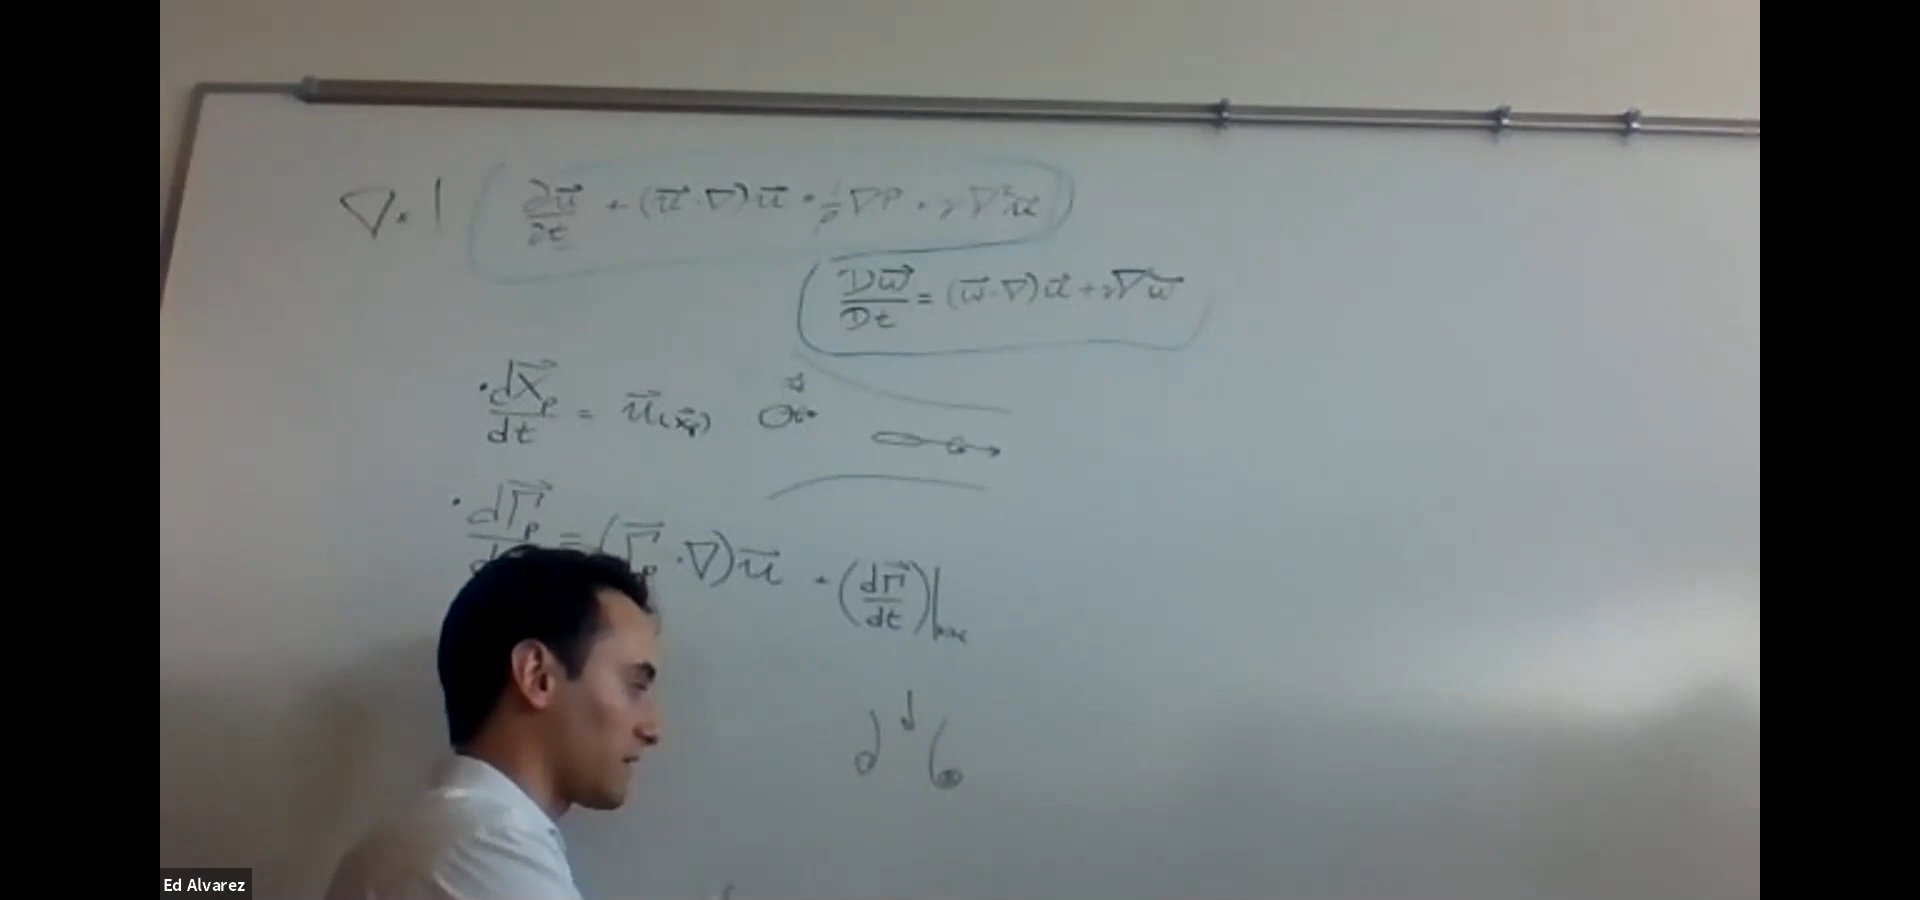 ∇× | ( ∂u⃗/∂t + (u⃗·∇)u⃗ = 1/ρ ∇P + ν∇²u⃗ )
Dω⃗/Dt = (ω⃗·∇)u⃗ + ν∇²ω⃗
· dx⃗ₚ/dt = u⃗(x⃗ₚ)
· dΓ⃗ₚ/dt = (Γ⃗ₚ·∇)u⃗ + (dΓ⃗/dt)|
Ed Alvarez